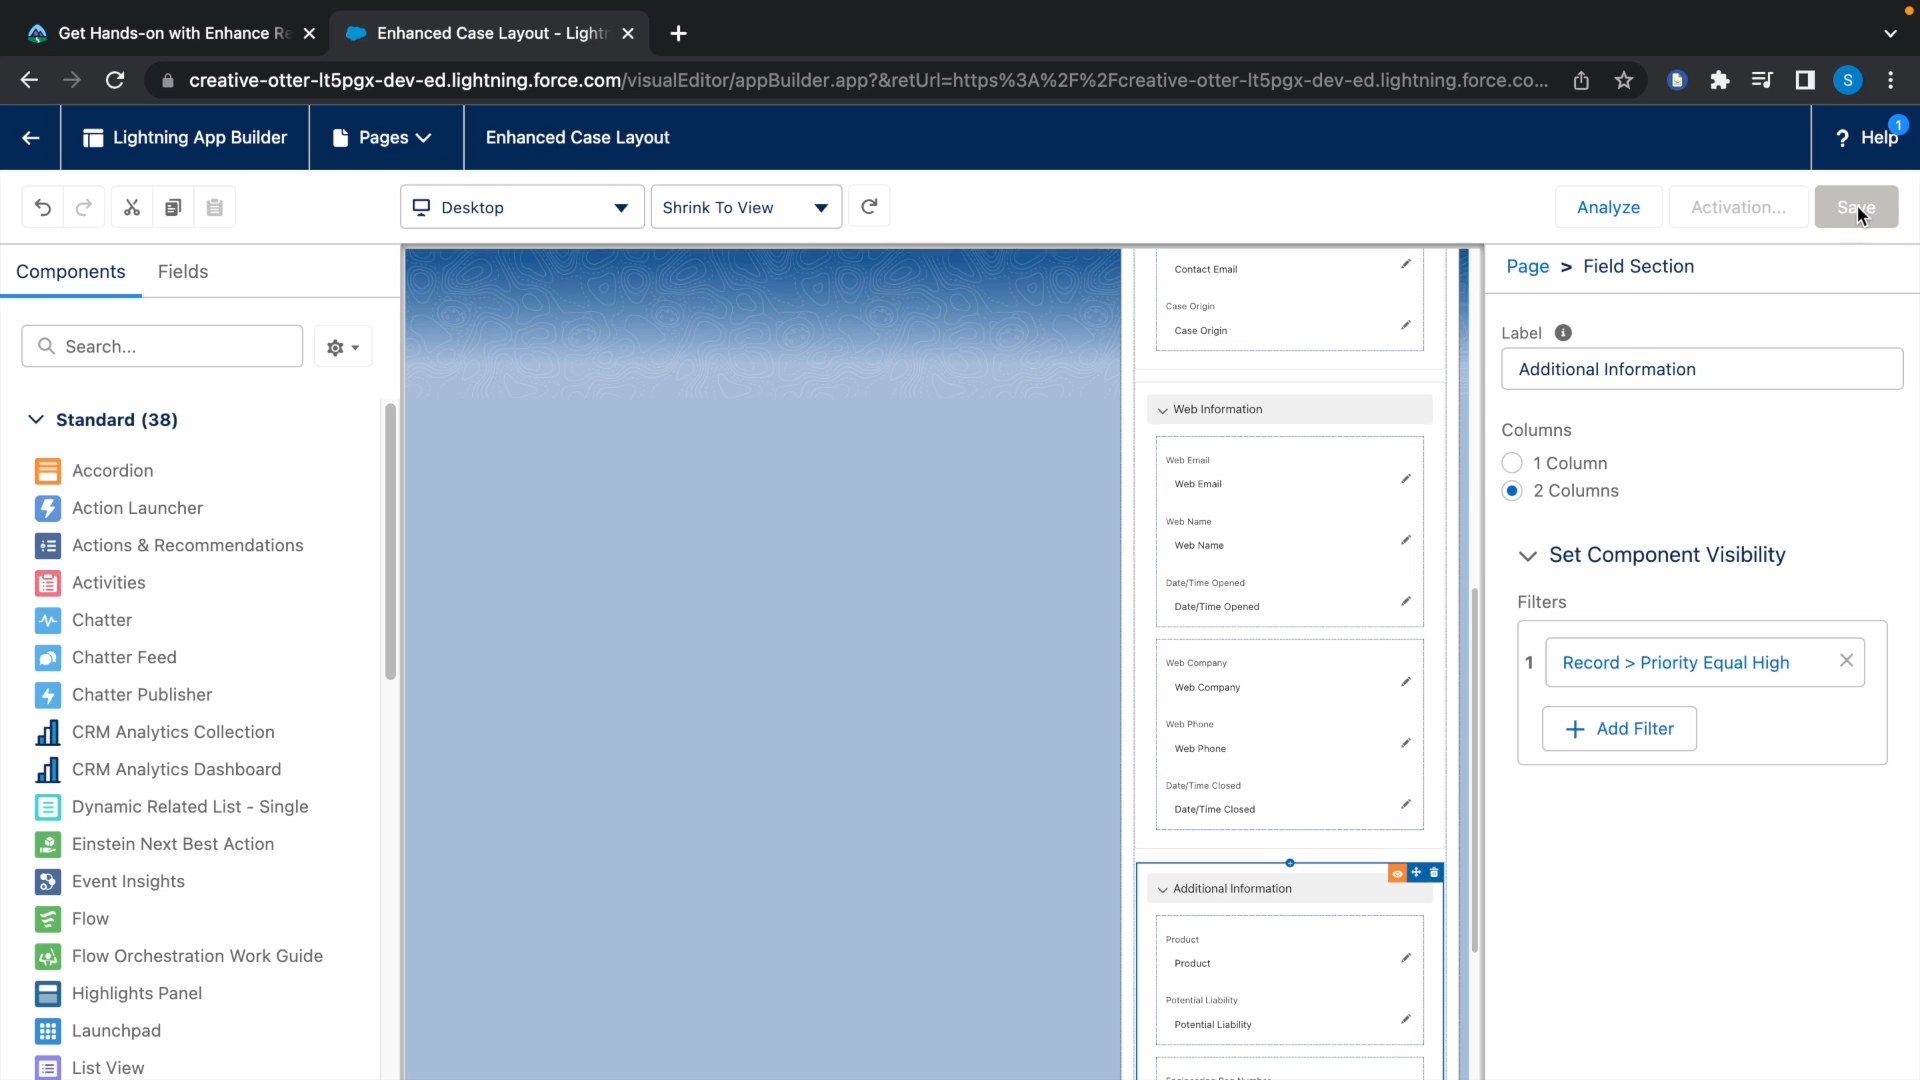 Get Hands-on with Enhance Re
Enhanced Case Layout - Lightn
creative-otter-lt5pgx-dev-ed.lightning.force.com/visualEditor/appBuilder.app?&retUrl=https%3A%2F%2Fcreative-otter-lt5pgx-dev-ed.lightning.force.co...
S
Lightning App Builder
Pages
Enhanced Case Layout
? Help
1
Desktop
Shrink To View
Analyze
Activation...
Save
Components
Fields
Search...
Standard (38)
Accordion
Action Launcher
Actions & Recommendations
Activities
Chatter
Chatter Feed
Chatter Publisher
CRM Analytics Collection
CRM Analytics Dashboard
Dynamic Related List - Single
Einstein Next Best Action
Event Insights
Flow
Flow Orchestration Work Guide
Highlights Panel
Launchpad
List View
Contact Email
Case Origin
Case Origin
Web Information
Web Email
Web Email
Web Name
Web Name
Date/Time Opened
Date/Time Opened
Web Company
Web Company
Web Phone
Web Phone
Date/Time Closed
Date/Time Closed
Additional Information
Product
Product
Potential Liability
Potential Liability
Page > Field Section
Label
Additional Information
Columns
1 Column
2 Columns
Set Component Visibility
Filters
1 Record > Priority Equal High
+ Add Filter